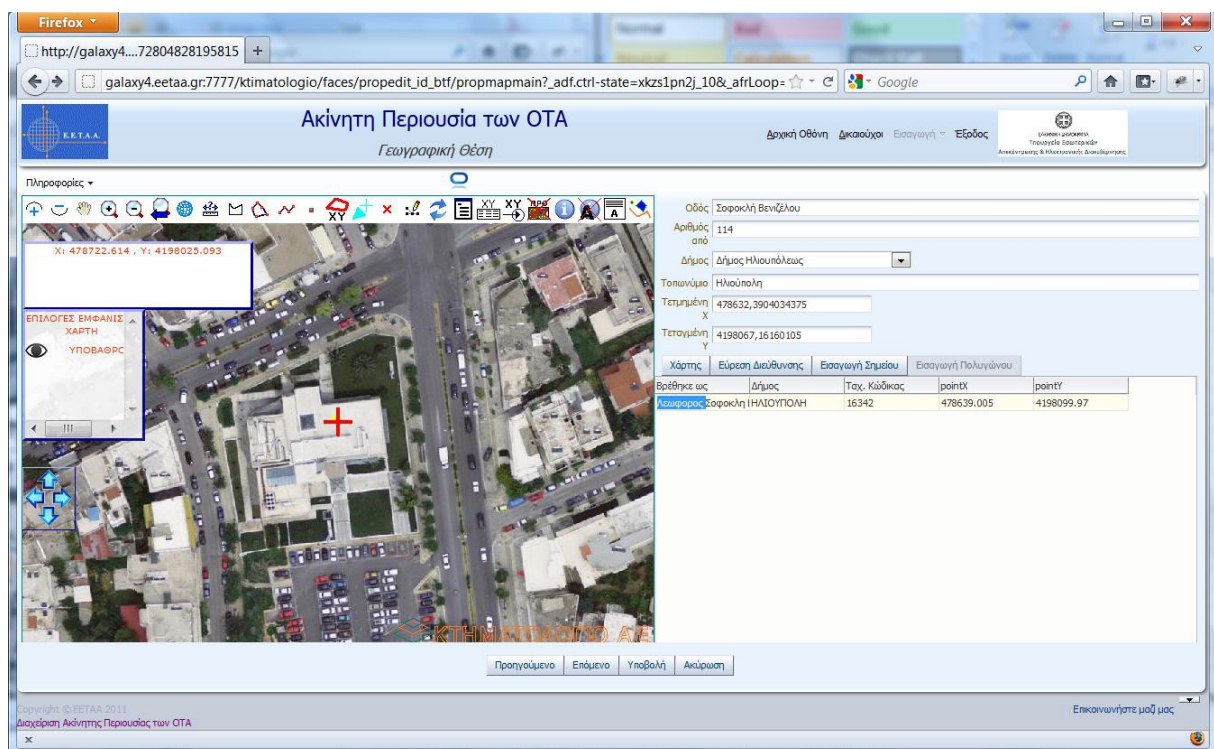 Firefox
http://galaxy4....72804828195815 +
galaxy4.eetaa.gr:7777/ktimatologio/faces/propedit_id_btf/propmapmain?_adf.ctrl-state=xkzs1pn2j_10&_afrLoop= Google
Ε.Ε.Τ.Α.Α.
Ακίνητη Περιουσία των ΟΤΑ
Γεωγραφική Θέση
Αρχική Οθόνη Δικαιούχοι Εισαγωγή Έξοδος
Υπουργείο Εσωτερικών
Πληροφορίες
X: 478722.614 , Y: 4198025.093
ΕΠΙΛΟΓΕΣ ΕΜΦΑΝΙΣ
ΧΑΡΤΗ
ΥΠΟΒΑΘΡΟ
ΚΤΗΜΑΤΟΛΟΓΙΟ Α.Ε
Οδός Σοφοκλή Βενιζέλου
Αριθμός από 114
Δήμος Δήμος Ηλιουπόλεως
Τοπωνύμιο Ηλιούπολη
Τετμημένη X 478632,3904034375
Τεταγμένη Y 4198067,16160105
Χάρτης Εύρεση Διεύθυνσης Εισαγωγή Σημείου Εισαγωγή Πολυγώνου
Βρέθηκε ως Δήμος Ταχ. Κώδικας pointX pointY
Λεωφορος Σοφοκλη ΗΛΙΟΥΠΟΛΗ 16342 478639.005 4198099.97
Προηγούμενο Επόμενο Υποβολή Ακύρωση
Copyright © EETAA 2011
Διαχείριση Ακίνητης Περιουσίας των ΟΤΑ
Επικοινωνήστε μαζί μας
x